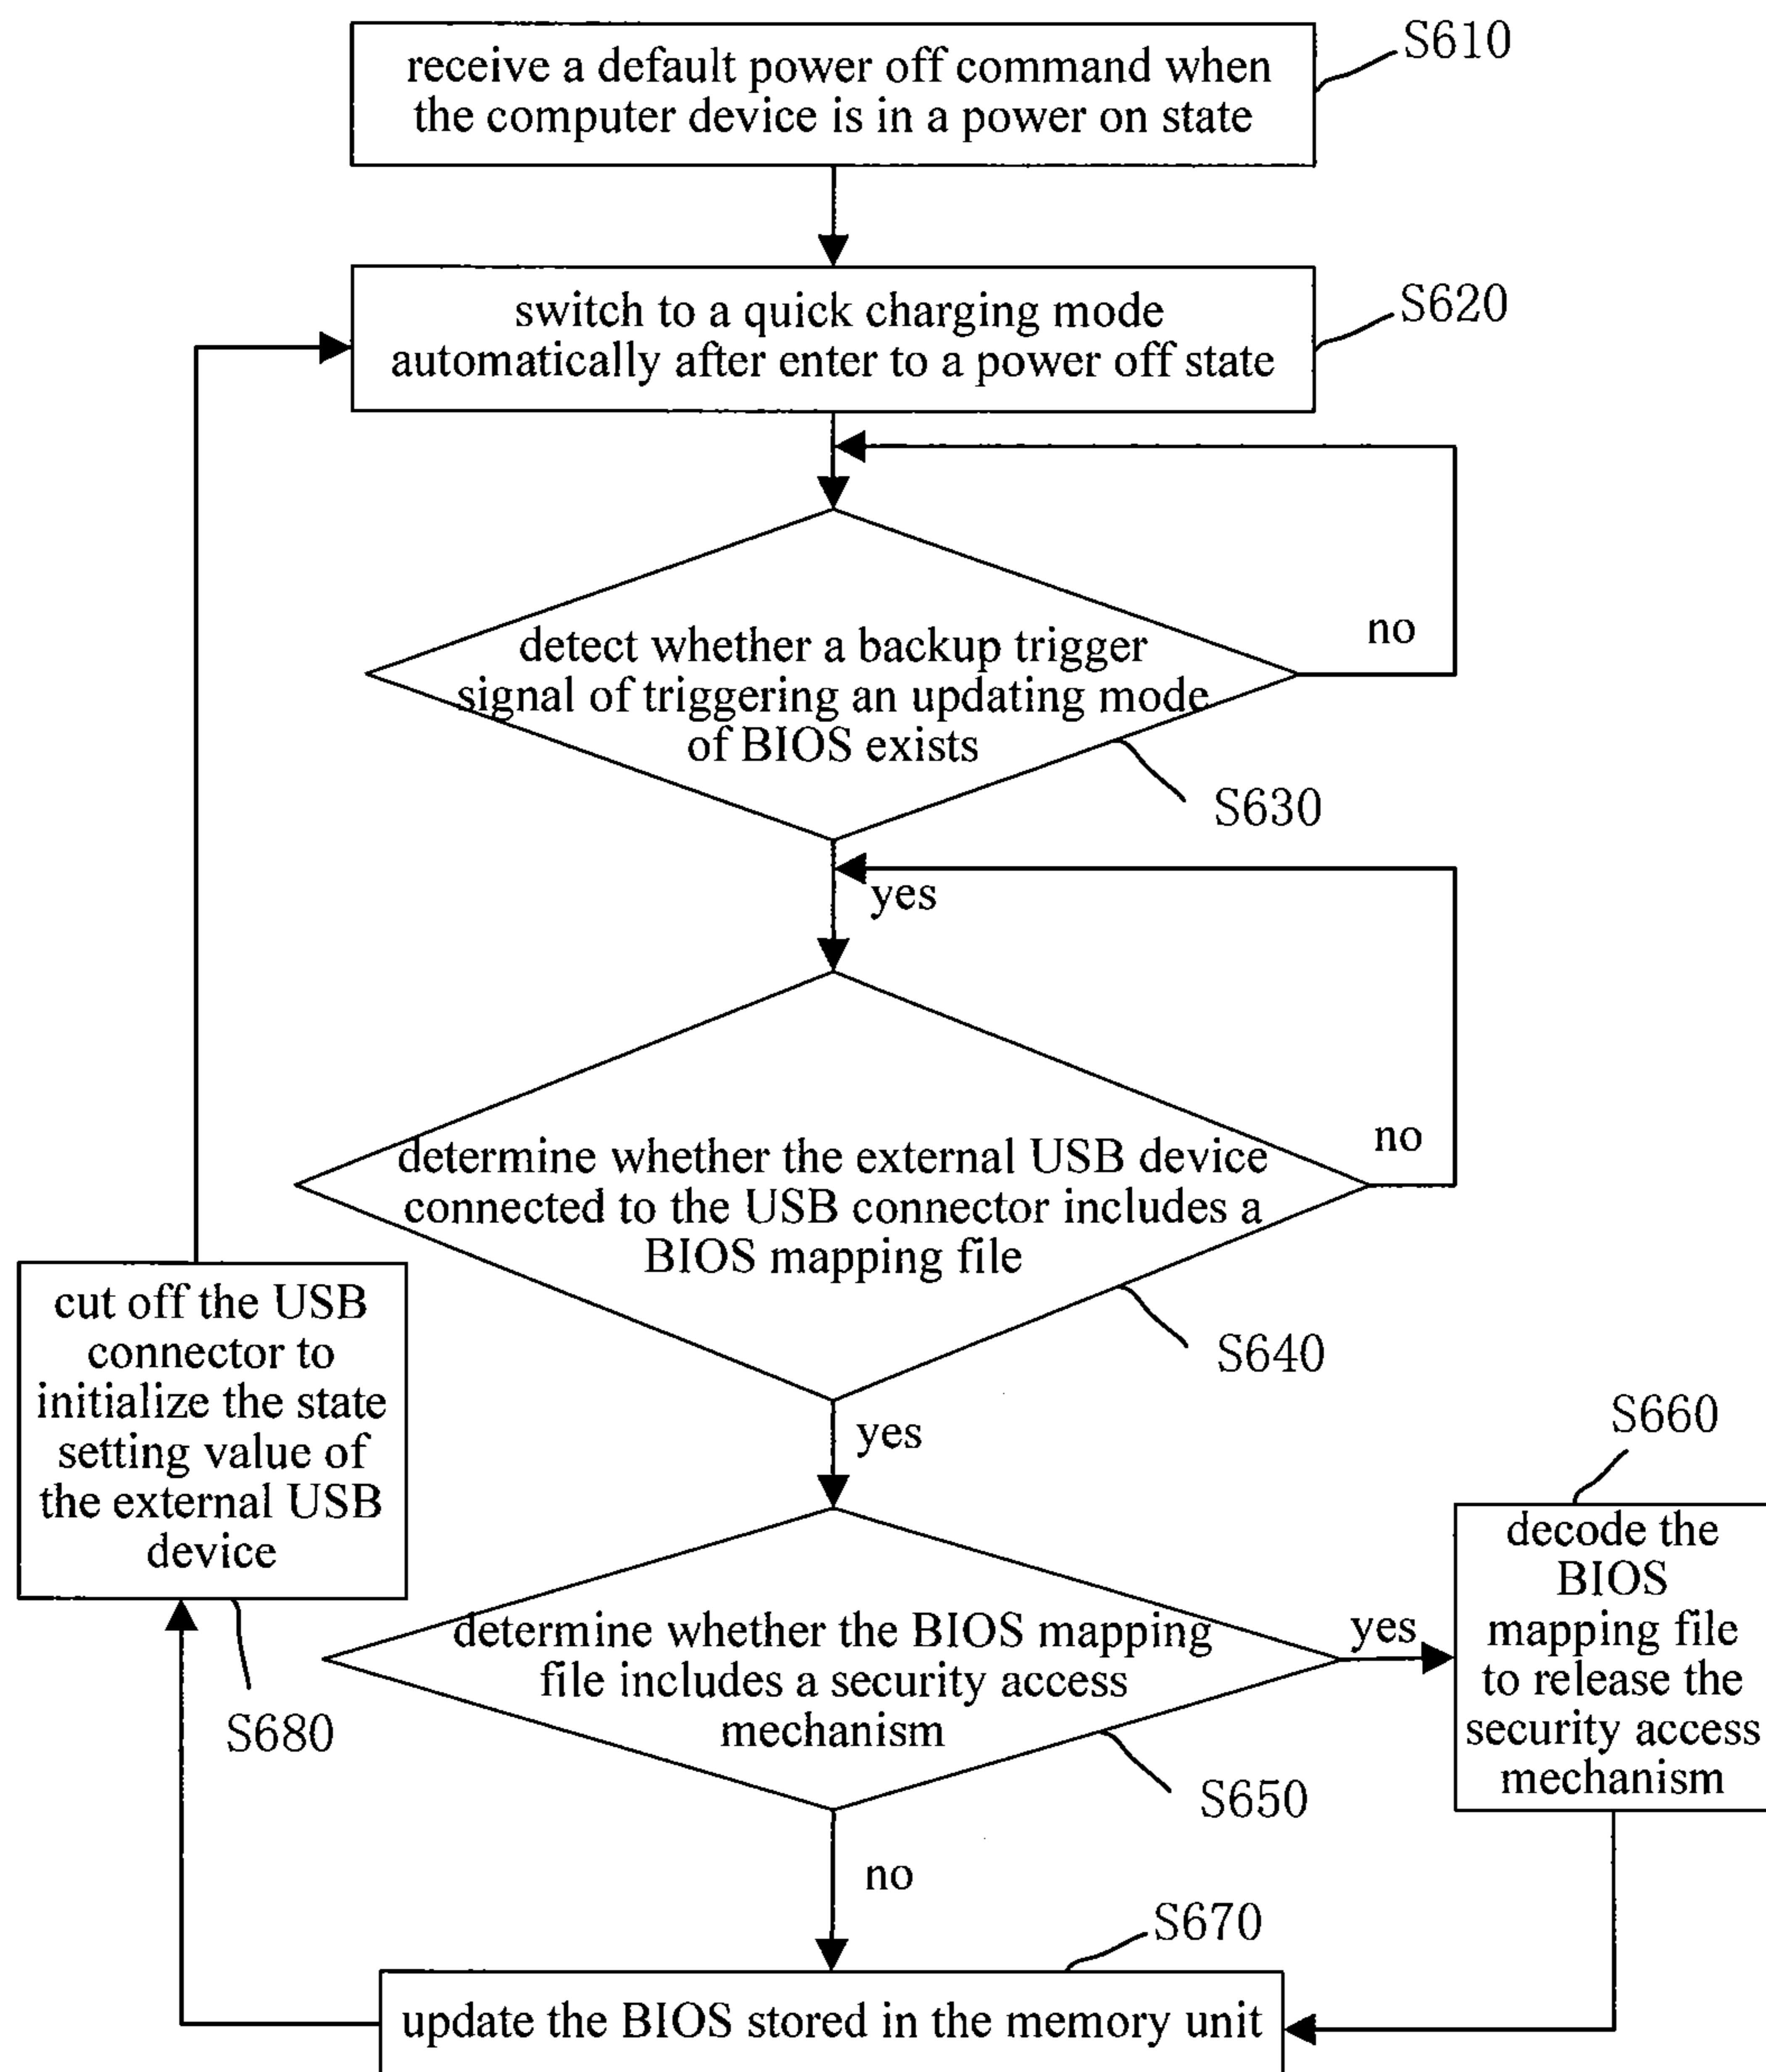 receive a default power off command when
the computer device is in a power on state
S610
switch to a quick charging mode
automatically after enter to a power off state
S620
detect whether a backup trigger
signal of triggering an updating mode
of BIOS exists
no
S630
yes
determine whether the external USB device
connected to the USB connector includes a
BIOS mapping file
no
S640
yes
cut off the USB
connector to
initialize the state
setting value of
the external USB
device
S680
determine whether the BIOS mapping
file includes a security access
mechanism
yes
S650
no
S660
decode the
BIOS
mapping file
to release the
security access
mechanism
S670
update the BIOS stored in the memory unit